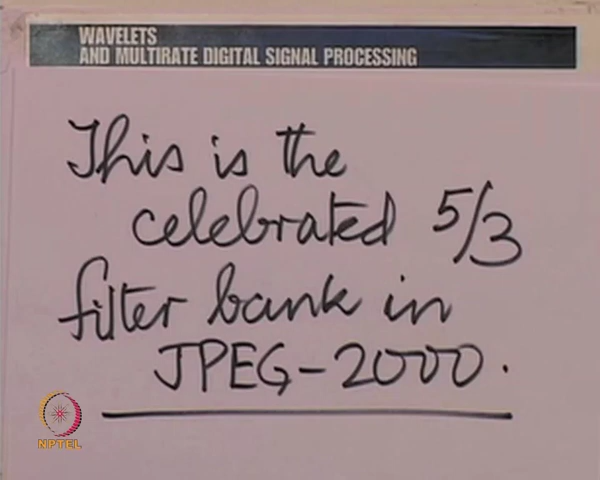 WAVELETS
AND MULTIRATE DIGITAL SIGNAL PROCESSING
This is the
celebrated 5/3
filter bank in
JPEG-2000.
NPTEL